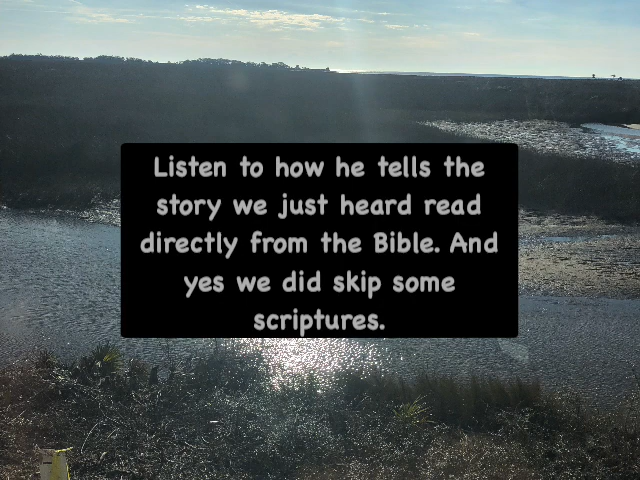 Listen to how he tells the
story we just heard read
directly from the Bible. And
yes we did skip some
scriptures.